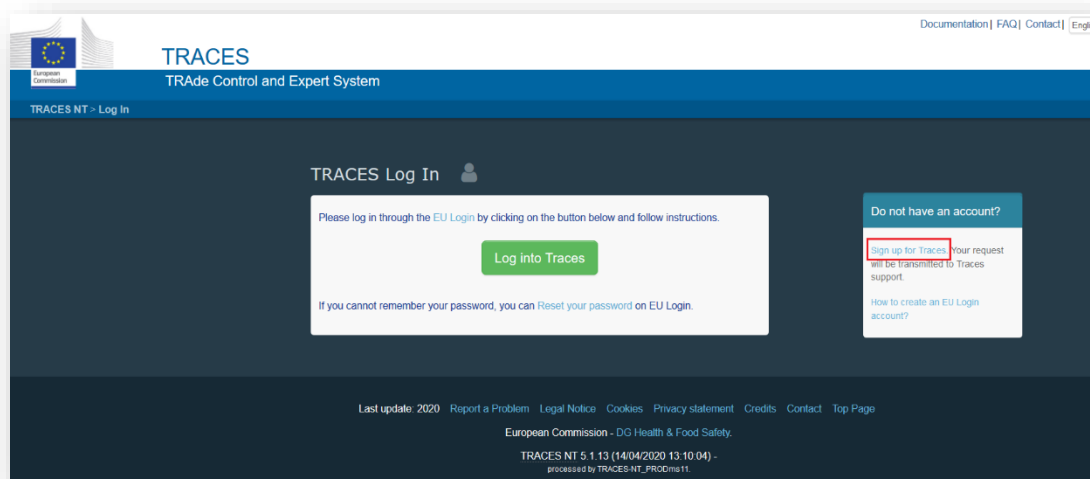 Documentation| FAQ| Contact| Engli
European
Commission
TRACES
TRAde Control and Expert System
TRACES NT > Log In
TRACES Log In
Please log in through the EU Login by clicking on the button below and follow instructions.
Log into Traces
If you cannot remember your password, you can Reset your password on EU Login.
Do not have an account?
Sign up for Traces. Your request
will be transmitted to Traces
support.
How to create an EU Login
account?
Last update: 2020 Report a Problem Legal Notice Cookies Privacy statement Credits Contact Top Page
European Commission - DG Health & Food Safety.
TRACES NT 5.1.13 (14/04/2020 13:10:04) -
processed by TRACES-NT_PRODms11.